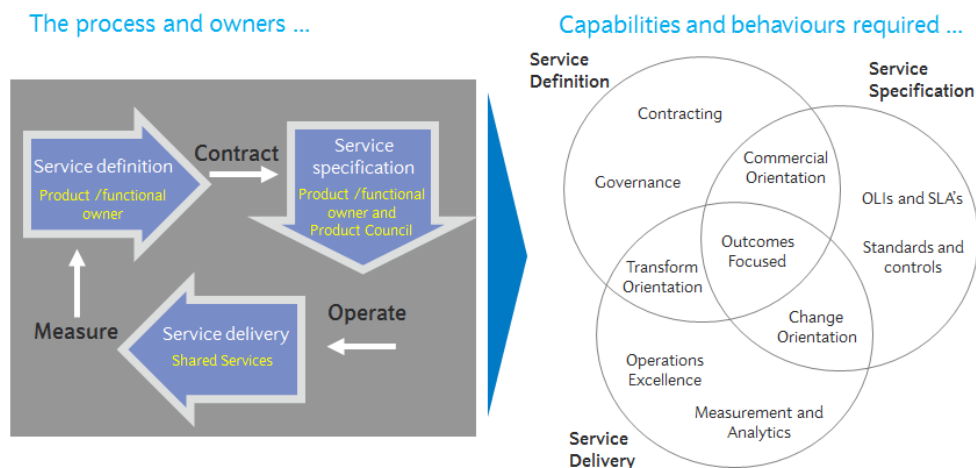 The process and owners ...
Capabilities and behaviours required ...
Service definition
Product /functional
owner
Contract
Service
specification
Product /functional
owner and
Product Council
Measure
Service delivery
Shared Services
Operate
Service
Definition
Service
Specification
Contracting
Commercial
Orientation
Governance
OLIs and SLA's
Outcomes
Focused
Standards and
controls
Transform
Orientation
Change
Orientation
Operations
Excellence
Measurement and
Analytics
Service
Delivery